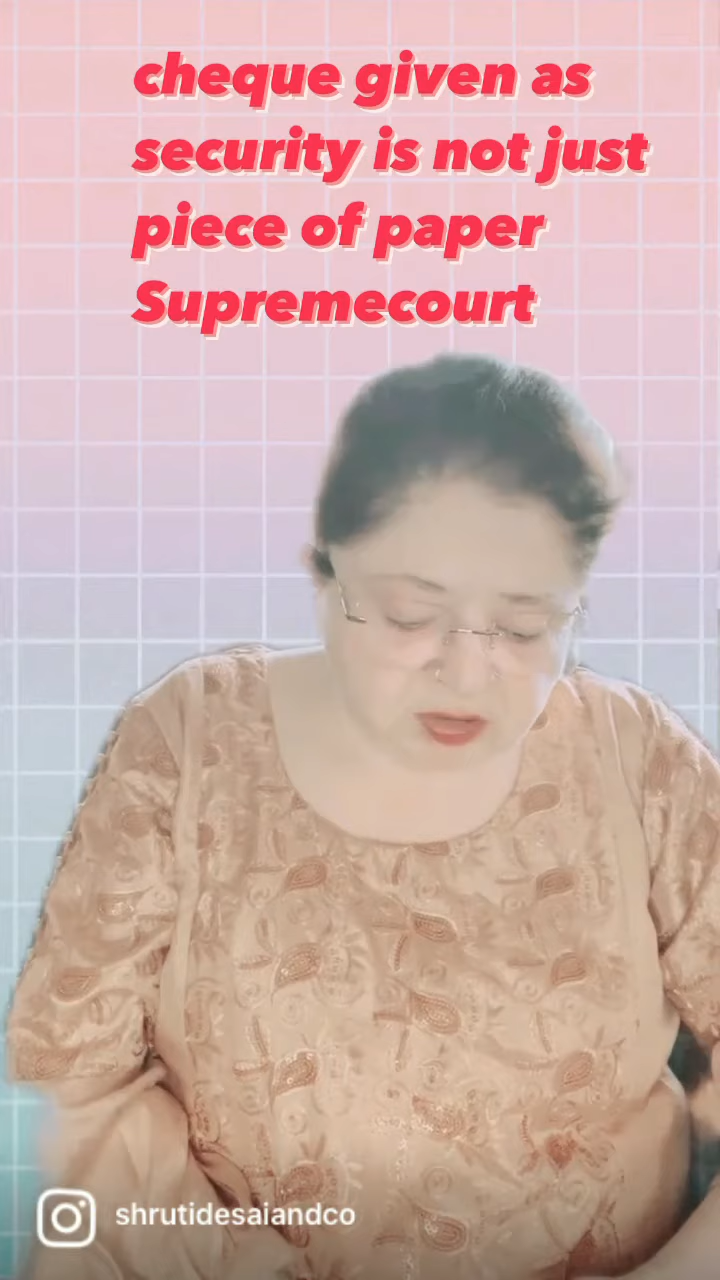 cheque given as
security is not just
piece of paper
Supremecourt
shrutidesaiandco